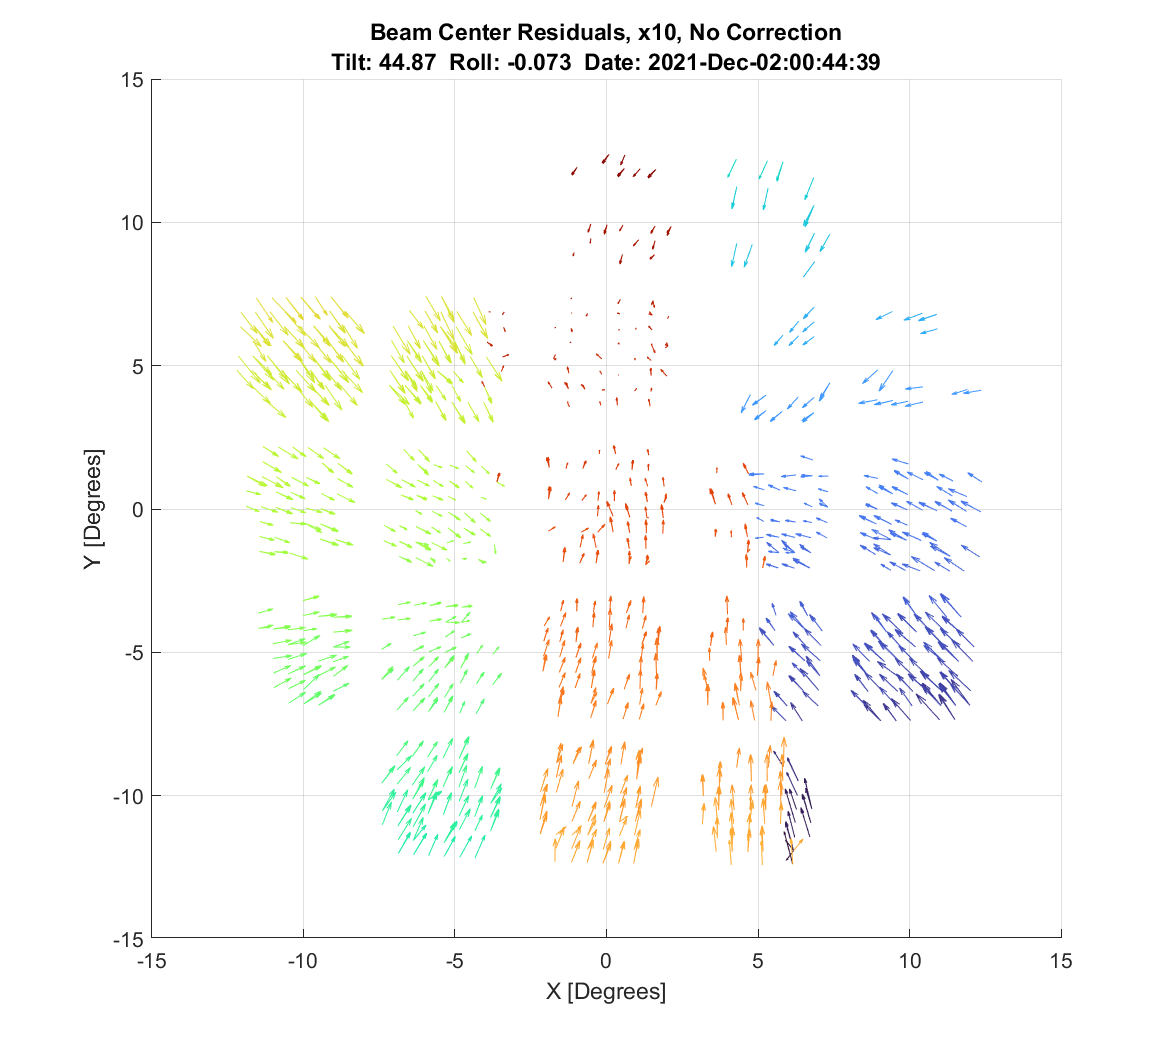 Beam Center Residuals, x10, No Correction
Tilt: 44.87 Roll: -0.073 Date: 2021-Dec-02:00:44:39
15
10
5
0
-5
-10
-15
Y [Degrees]
-15 -10 -5 0 5 10 15
X [Degrees]